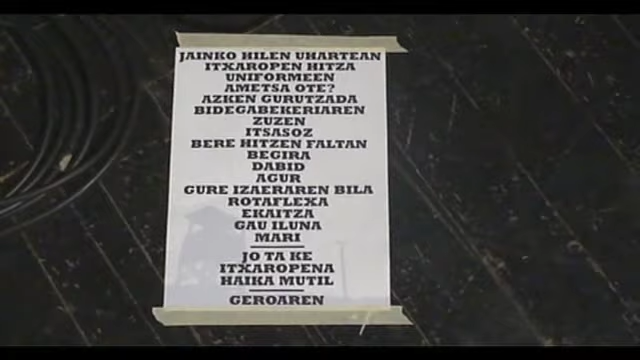 JAINKO HILEN UHARTEAN
ITXAROPEN HITZA
UNIFORMEEN
AMETSA OTE?
AZKEN GURUTZADA
BIDEGABEKERIAREN
ZUZEN
ITSASOZ
BERE HITZEN FALTAN
BEGIRA
DABID
AGUR
GURE IZAERAREN BILA
ROTAFLEXA
EKAITZA
GAU ILUNA
MARI
JO TA KE
ITXAROPENA
HAIKA MUTIL
GEROAREN